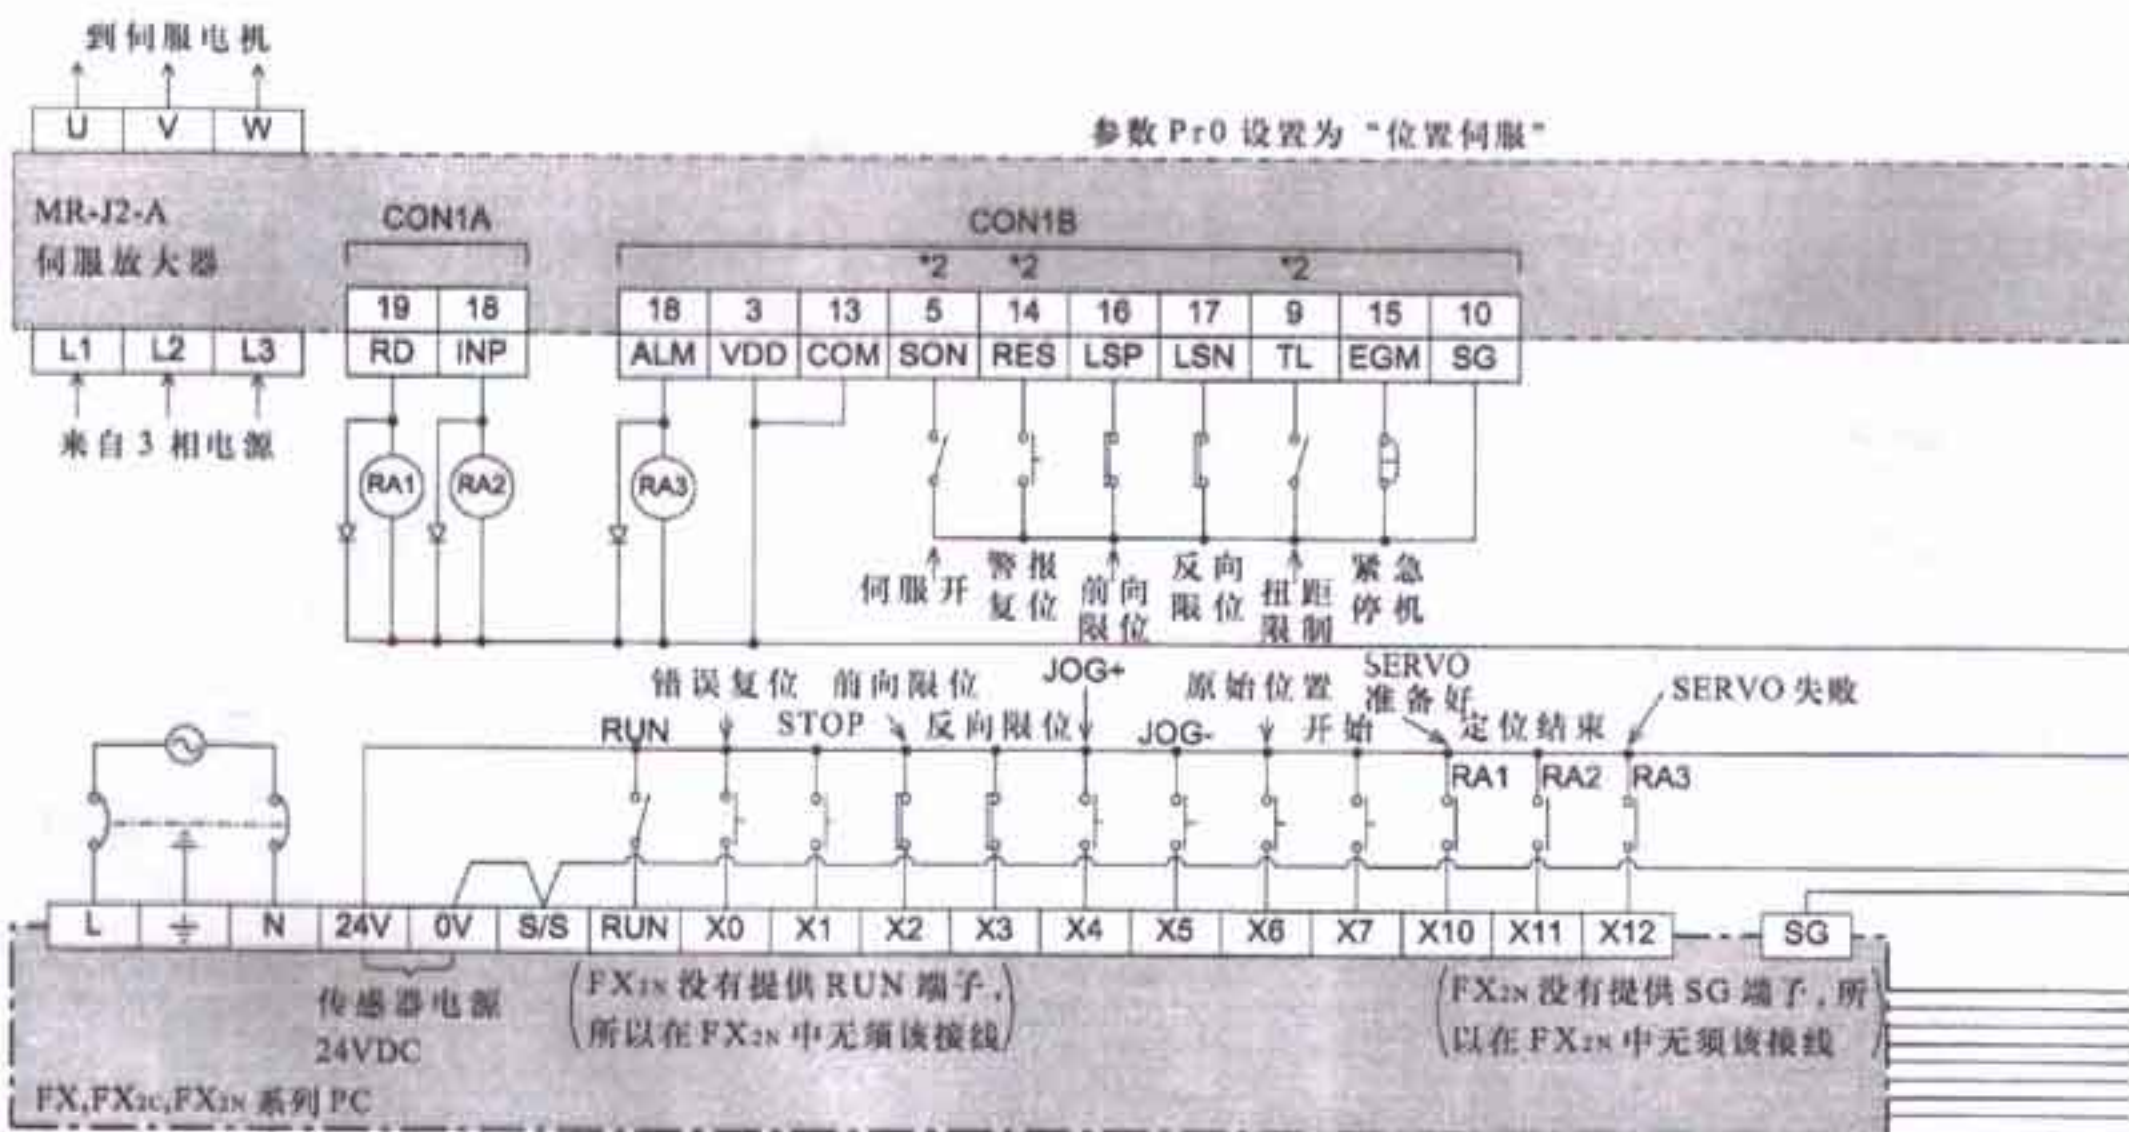 到伺服电机
U V W
参数 Pr0 设置为 "位置伺服"
MR-J2-A
伺服放大器
CON1A
CON1B
*2 *2 *2
19 18
18 3 13 5 14 16 17 9 15 10
L1 L2 L3
RD INP
ALM VDD COM SON RES LSP LSN TL EGM SG
来自 3 相电源
RA1 RA2 RA3
伺服开
警报
复位
前向
限位
反向
限位
扭距
限制
紧急
停机
错误复位
前向限位
JOG+
原始位置
SERVO
准备好
SERVO 失败
RUN
STOP
反向限位
JOG-
开始
定位结束
RA1 RA2 RA3
L N 24V 0V S/S RUN X0 X1 X2 X3 X4 X5 X6 X7 X10 X11 X12 SG
传感器电源
24VDC
(FX2N 没有提供 RUN 端子,
所以在 FX2N 中无须该接线)
(FX2N 没有提供 SG 端子, 所
以在 FX2N 中无须该接线)
FX,FX2C,FX2N 系列 PC